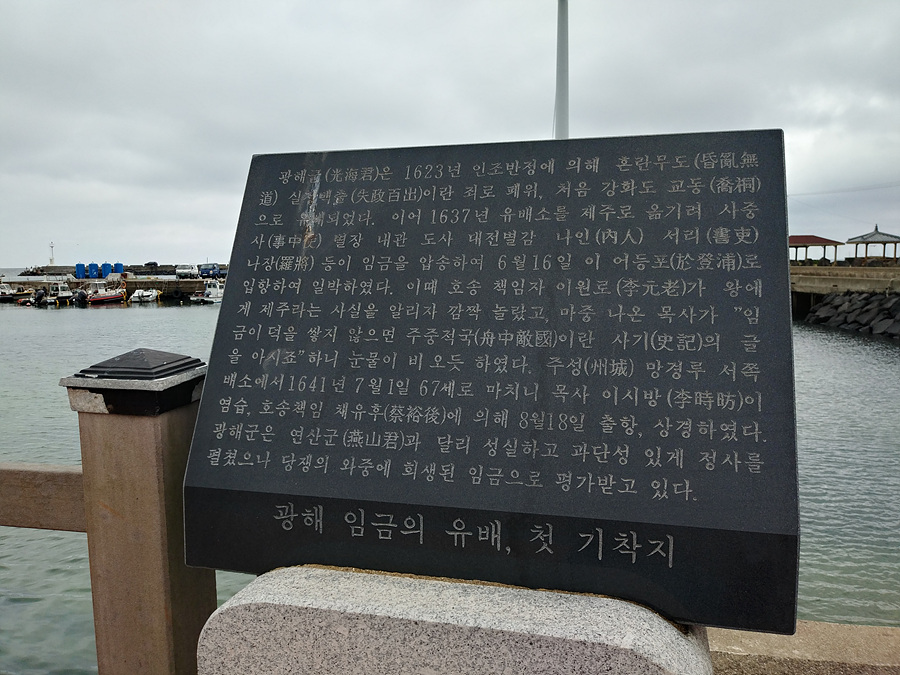 광해군(光海君)은 1623년 인조반정에 의해 혼란무도(昏亂無
道) 실정백출(失政百出)이란 죄로 폐위, 처음 강화도 교동(喬桐)
으로 유배되었다. 이어 1637년 유배소를 제주로 옮기려 사중
사(事中使) 별장 내관 도사 대전별감 나인(內人) 서리(書吏)
나장(羅將) 등이 임금을 압송하여 6월16일 이 어등포(於登浦)로
입항하여 일박하였다. 이때 호송 책임자 이원로(李元老)가 왕에
게 제주라는 사실을 알리자 깜짝 놀랐고, 마중 나온 목사가 "임
금이 덕을 쌓지 않으면 주중적국(舟中敵國)이란 사기(史記)의 글
을 아시죠" 하니 눈물이 비 오듯 하였다. 주성(州城) 망경루 서쪽
배소에서 1641년 7월1일 67세로 마치니 목사 이시방(李時昉)이
염습, 호송책임 채유후(蔡裕後)에 의해 8월18일 출항, 상경하였다.
광해군은 연산군(燕山君)과 달리 성실하고 과단성 있게 정사를
펼쳤으나 당쟁의 와중에 희생된 임금으로 평가받고 있다.
광해 임금의 유배, 첫 기착지